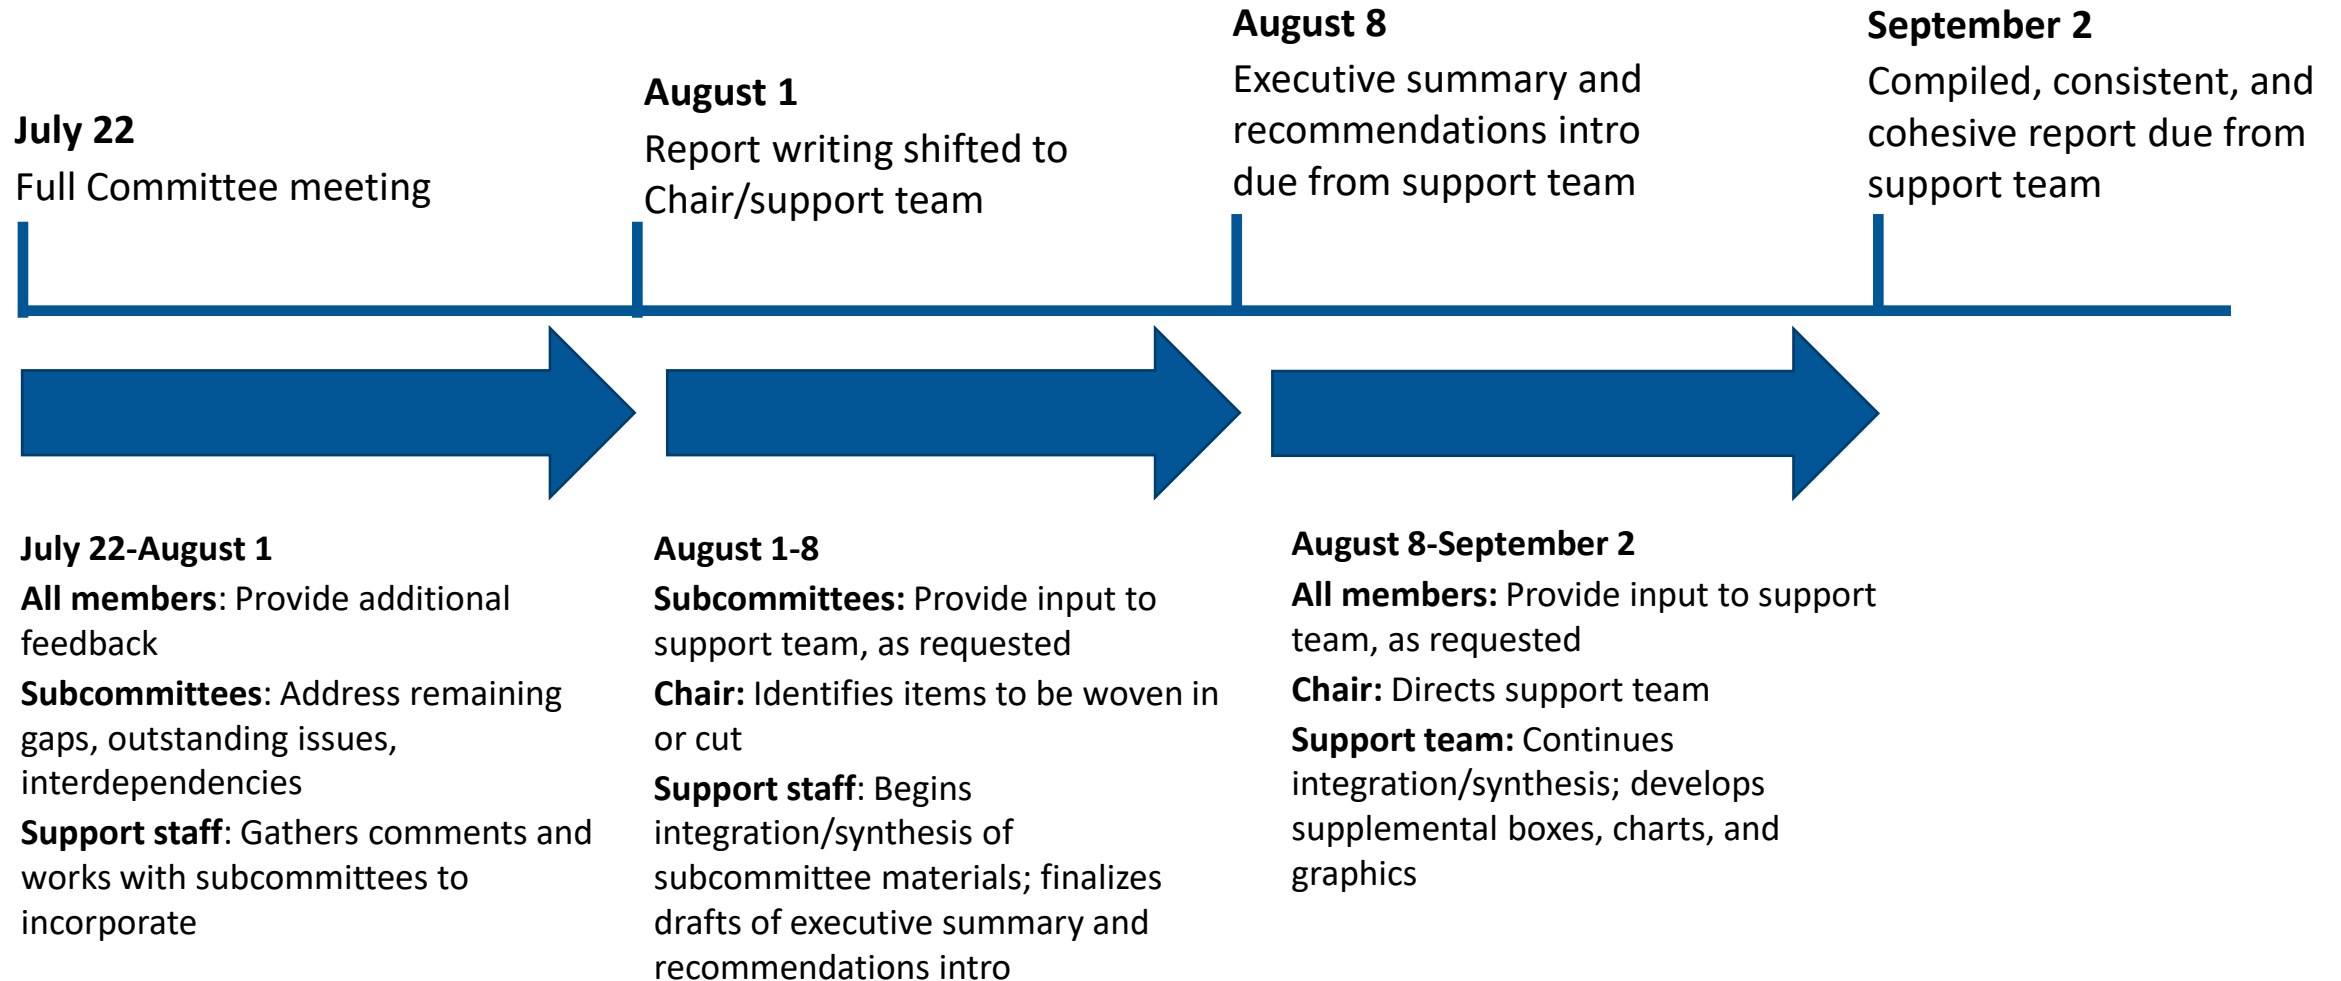 July 22
Full Committee meeting
August 1
Report writing shifted to
Chair/support team
August 8
Executive summary and
recommendations intro
due from support team
September 2
Compiled, consistent, and
cohesive report due from
support team
July 22-August 1
All members: Provide additional
feedback
Subcommittees: Address remaining
gaps, outstanding issues,
interdependencies
Support staff: Gathers comments and
works with subcommittees to
incorporate
August 1-8
Subcommittees: Provide input to
support team, as requested
Chair: Identifies items to be woven in
or cut
Support staff: Begins
integration/synthesis of
subcommittee materials; finalizes
drafts of executive summary and
recommendations intro
August 8-September 2
All members: Provide input to support
team, as requested
Chair: Directs support team
Support team: Continues
integration/synthesis; develops
supplemental boxes, charts, and
graphics